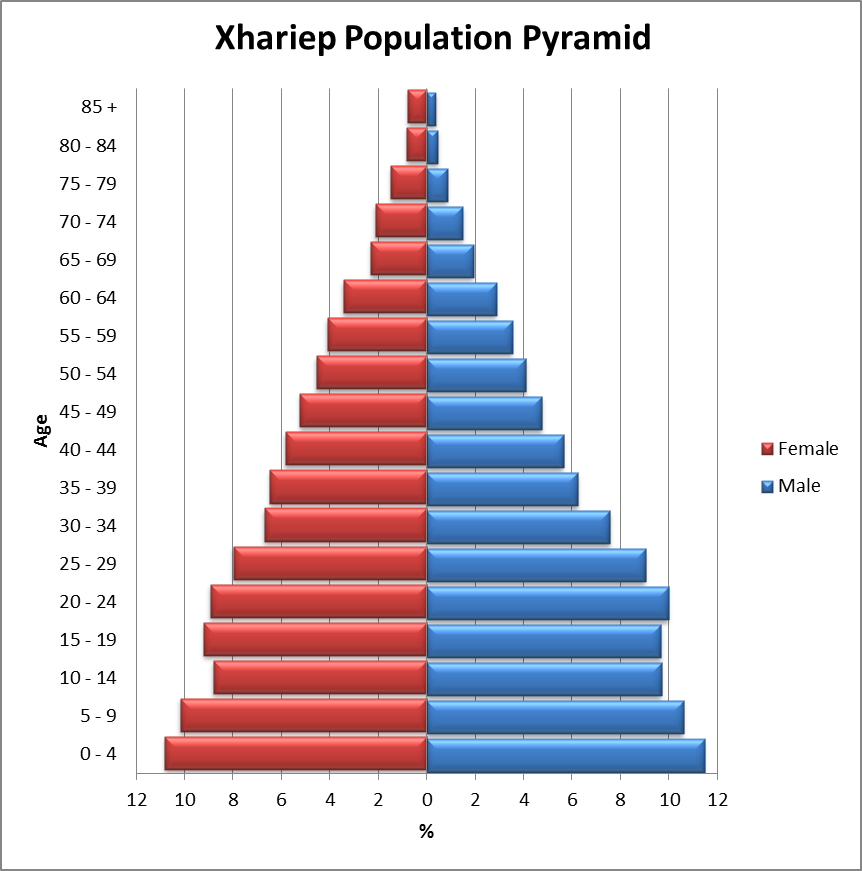 Xhariep Population Pyramid
85 +
80 - 84
75 - 79
70 - 74
65 - 69
60 - 64
55 - 59
50 - 54
45 - 49
40 - 44
35 - 39
30 - 34
25 - 29
20 - 24
15 - 19
10 - 14
5 - 9
0 - 4
Age
12 10 8 6 4 2 0 2 4 6 8 10 12
%
Female
Male